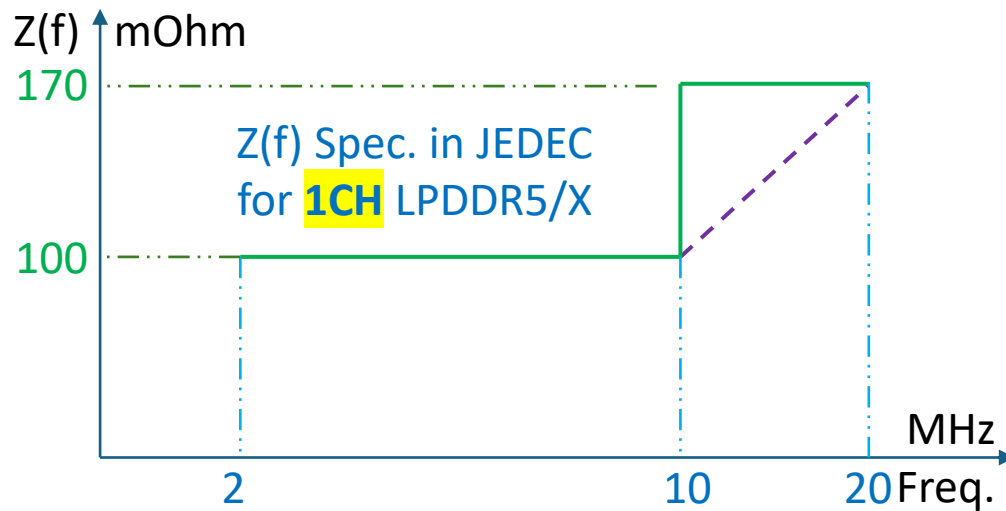 Z(f) mOhm
170
Z(f) Spec. in JEDEC
for 1CH LPDDR5/X
100
MHz
2 10 20 Freq.